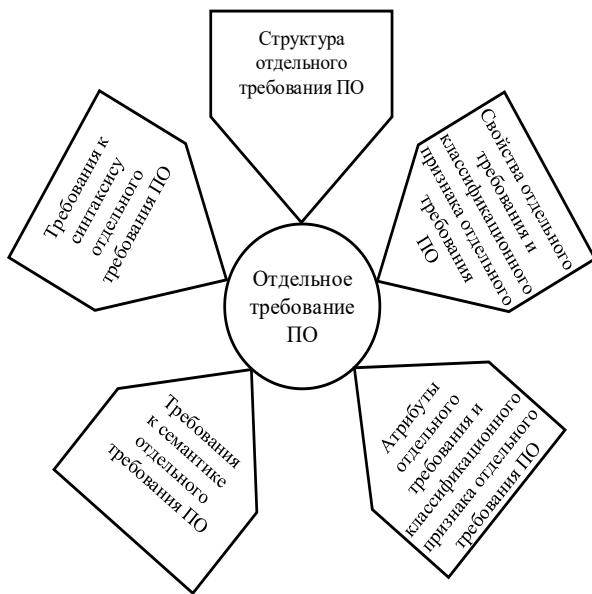 Структура
отдельного
требования ПО
Требования к
синтаксису
отдельного
требования ПО
Свойства отдельного
требования и
классификационного
признака отдельного
требования
ПО
Отдельное
требование
ПО
Требования
к семантике
отдельного
требования ПО
Атрибуты
отдельного
требования и
классификационного
признака отдельного
требования ПО